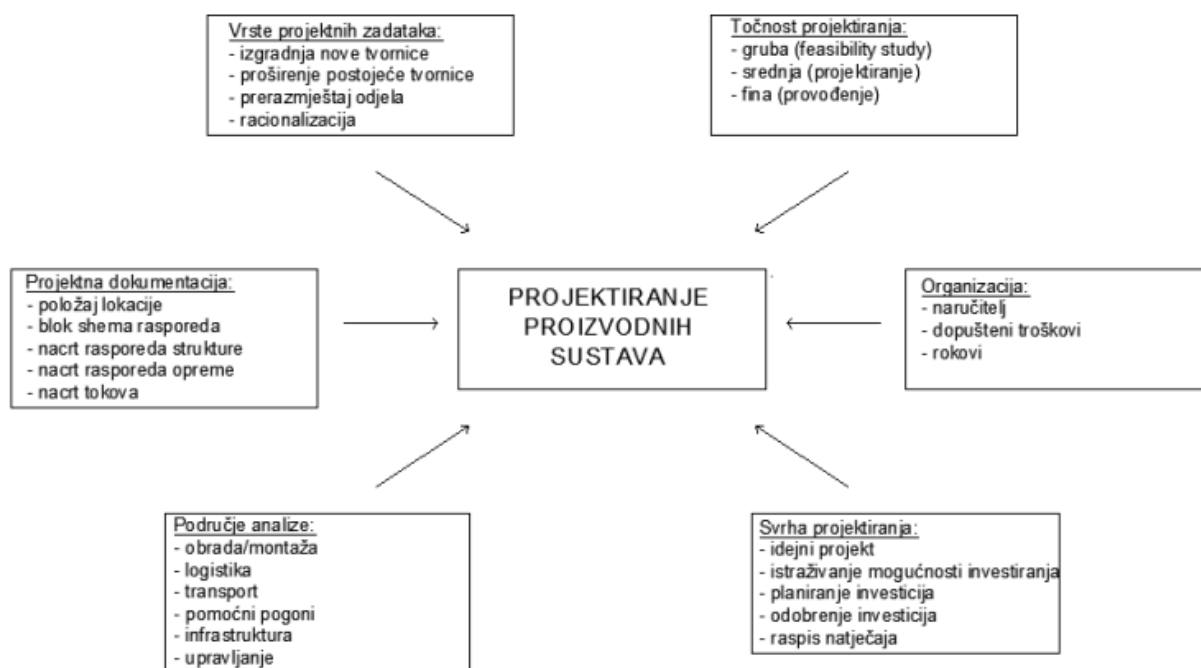 Vrste projektnih zadataka:
- izgradnja nove tvornice
- proširenje postojeće tvornice
- prerazmještaj odjela
- racionalizacija
Točnost projektiranja:
- gruba (feasibility study)
- srednja (projektiranje)
- fina (provođenje)
Projektna dokumentacija:
- položaj lokacije
- blok shema rasporeda
- nacrt rasporeda strukture
- nacrt rasporeda opreme
- nacrt tokova
PROJEKTIRANJE
PROIZVODNIH
SUSTAVA
Organizacija:
- naručitelj
- dopušteni troškovi
- rokovi
Područje analize:
- obrada/montaža
- logistika
- transport
- pomoćni pogoni
- infrastruktura
- upravljanje
Svrha projektiranja:
- idejni projekt
- istraživanje mogućnosti investiranja
- planiranje investicija
- odobrenje investicija
- raspis natječaja